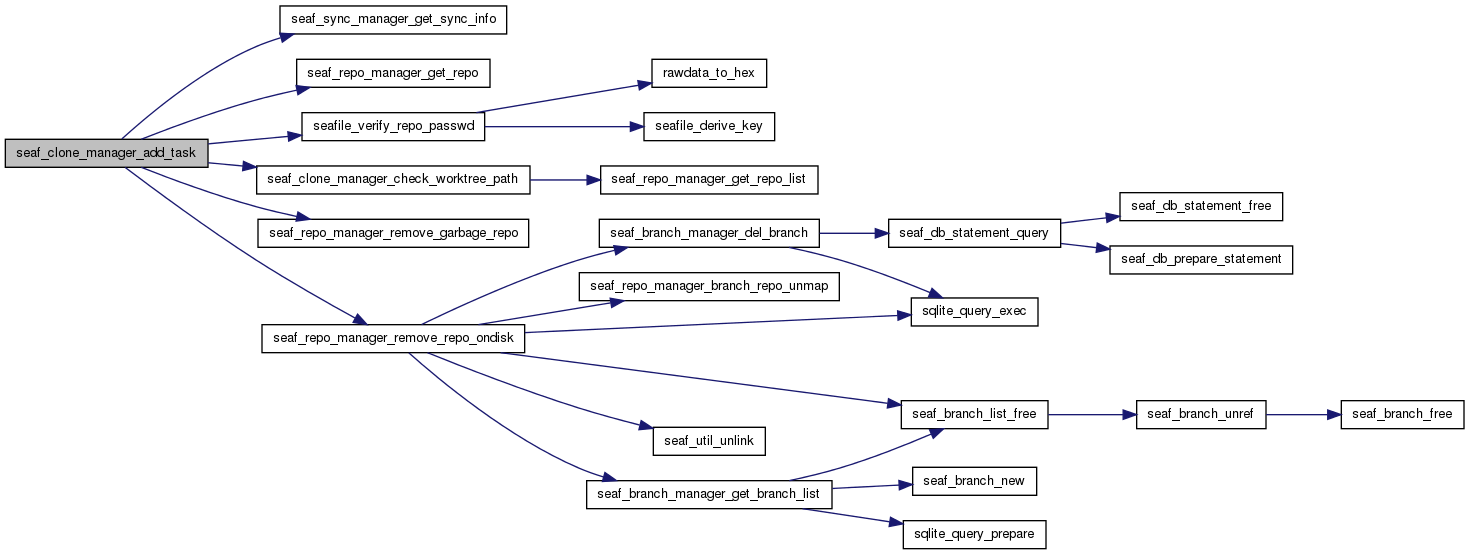 seaf_sync_manager_get_sync_info
seaf_repo_manager_get_repo
rawdata_to_hex
seafile_verify_repo_passwd
seafile_derive_key
seaf_clone_manager_add_task
seaf_clone_manager_check_worktree_path
seaf_repo_manager_get_repo_list
seaf_db_statement_free
seaf_repo_manager_remove_garbage_repo
seaf_branch_manager_del_branch
seaf_db_statement_query
seaf_db_prepare_statement
seaf_repo_manager_branch_repo_unmap
sqlite_query_exec
seaf_repo_manager_remove_repo_ondisk
seaf_branch_list_free
seaf_branch_unref
seaf_branch_free
seaf_util_unlink
seaf_branch_new
seaf_branch_manager_get_branch_list
sqlite_query_prepare